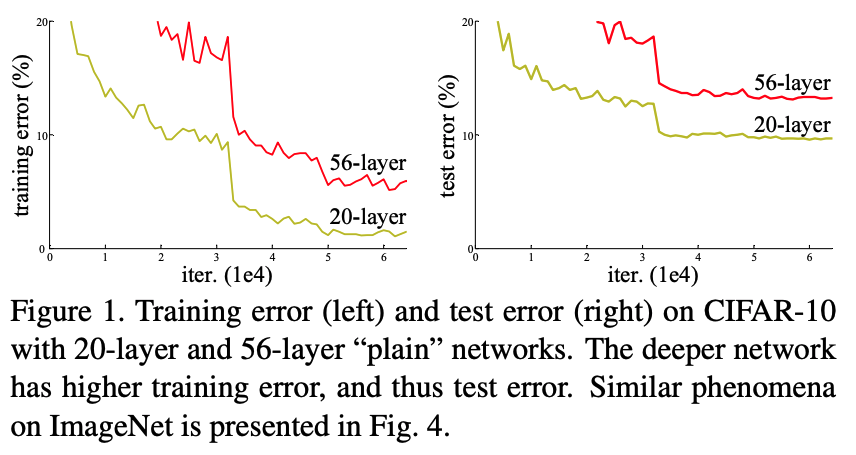 training error (%)
20
10
0
56-layer
20-layer
0 1 2 3 4 5 6
iter. (1e4)
test error (%)
20
10
0
56-layer
20-layer
0 1 2 3 4 5 6
iter. (1e4)
Figure 1. Training error (left) and test error (right) on CIFAR-10
with 20-layer and 56-layer “plain” networks. The deeper network
has higher training error, and thus test error. Similar phenomena
on ImageNet is presented in Fig. 4.